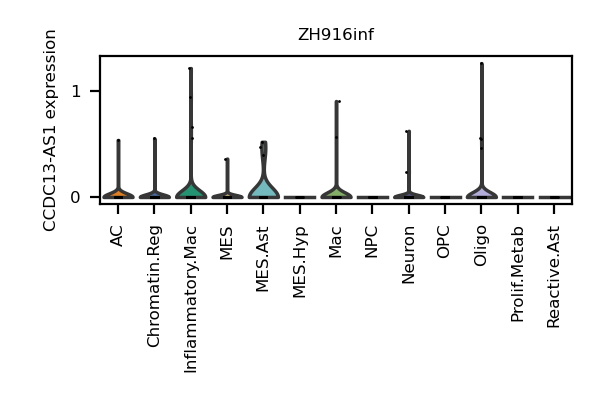 ZH916inf
CCDC13-AS1 expression
1
0
AC
Chromatin.Reg
Inflammatory.Mac
MES
MES.Ast
MES.Hyp
Mac
NPC
Neuron
OPC
Oligo
Prolif.Metab
Reactive.Ast